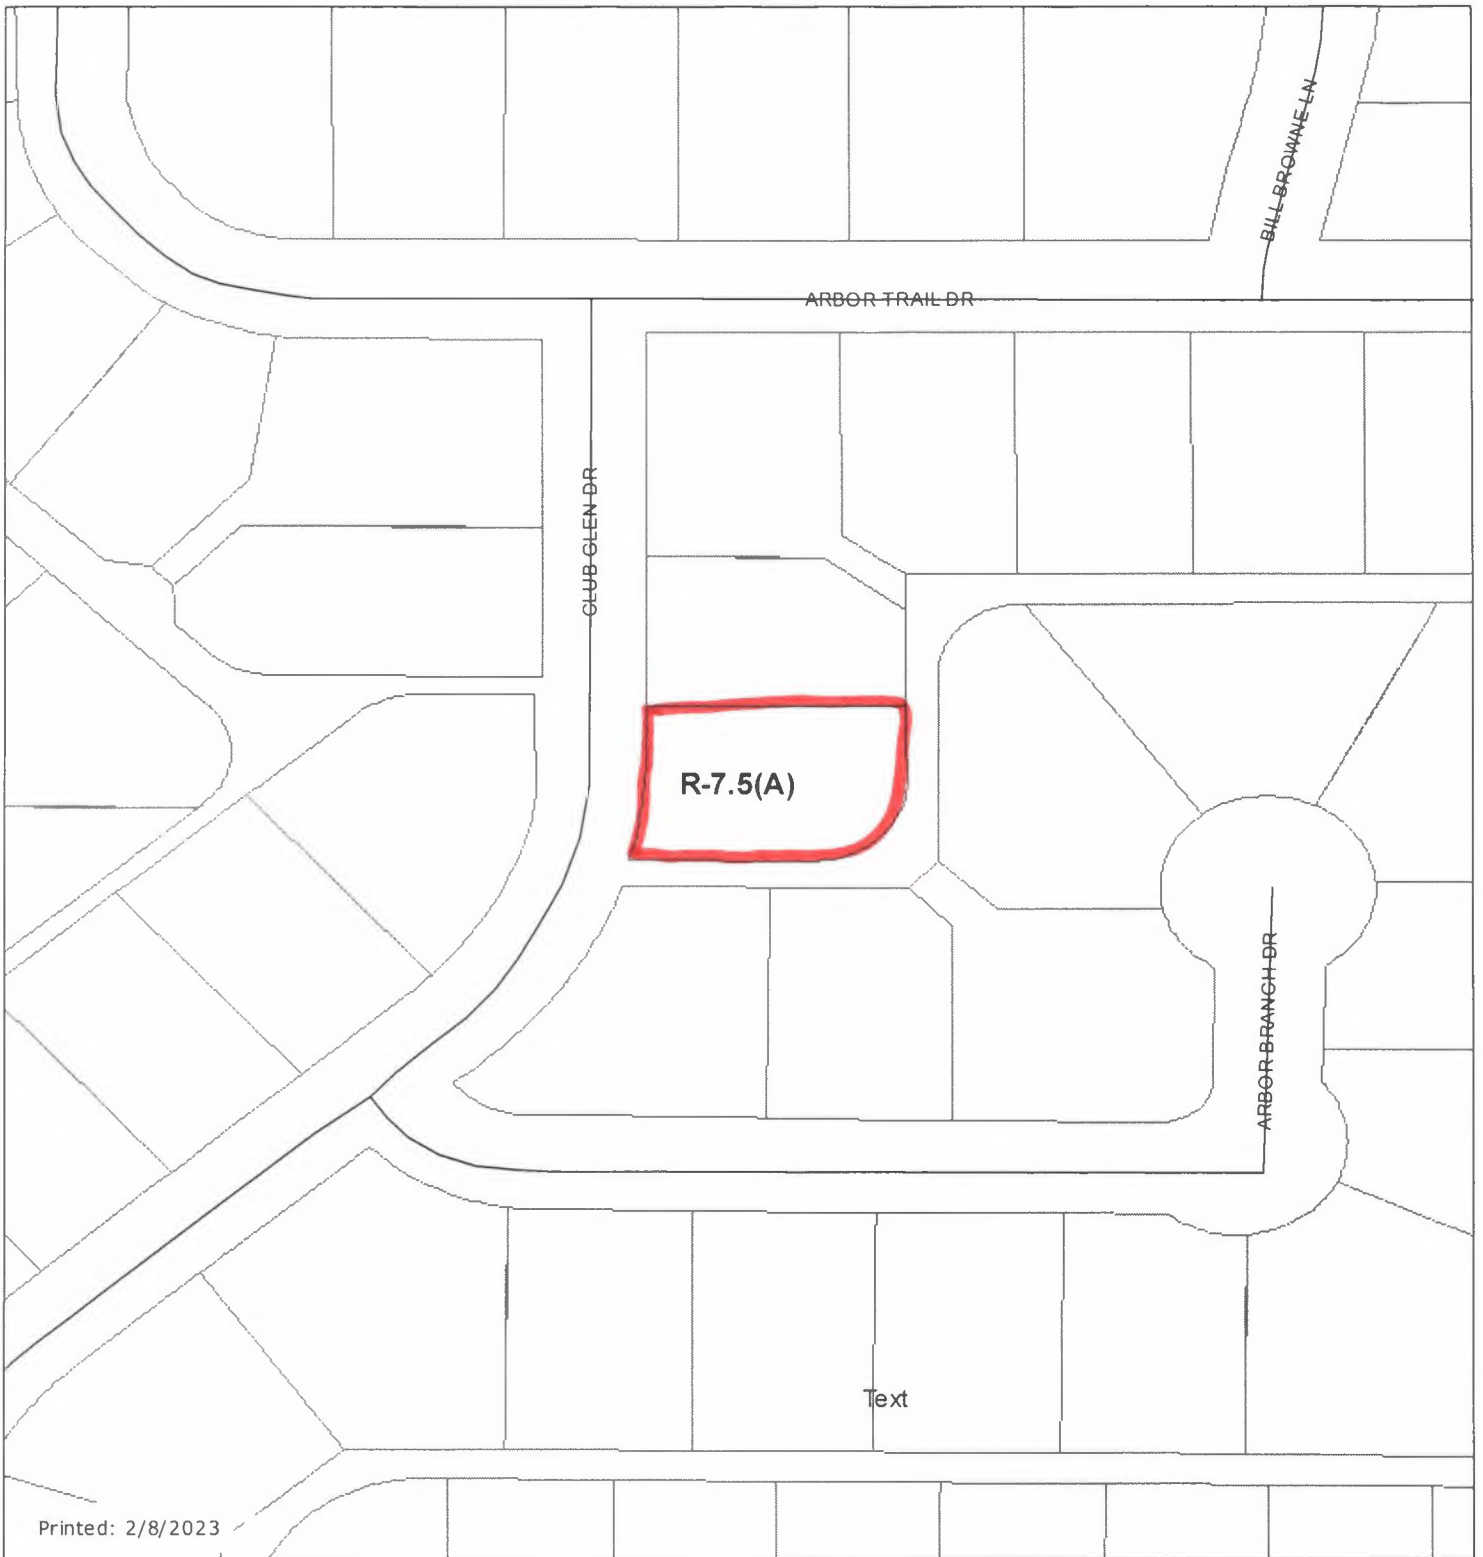 BILL BROWNE LN
ARBOR TRAIL DR
CLUB GLEN DR
R-7.5(A)
ARBOR BRANCH DR
Text
Printed: 2/8/2023